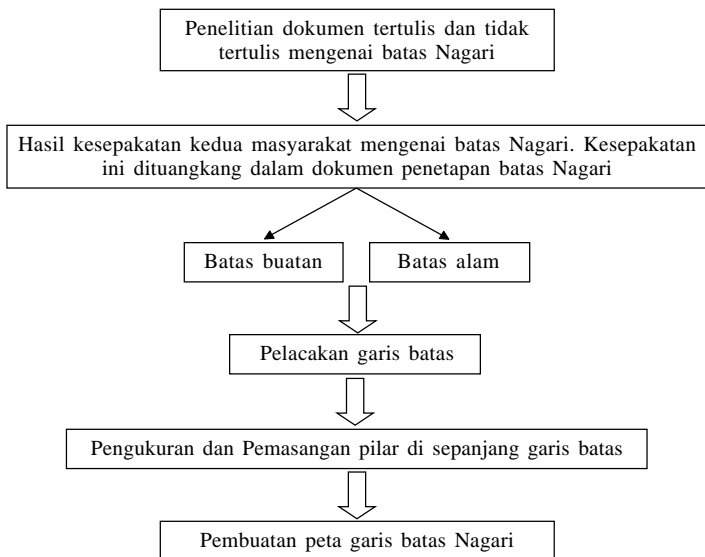 Penelitian dokumen tertulis dan tidak
tertulis mengenai batas Nagari
Hasil kesepakatan kedua masyarakat mengenai batas Nagari. Kesepakatan
ini dituangkang dalam dokumen penetapan batas Nagari
Batas buatan
Batas alam
Pelacakan garis batas
Pengukuran dan Pemasangan pilar di sepanjang garis batas
Pembuatan peta garis batas Nagari